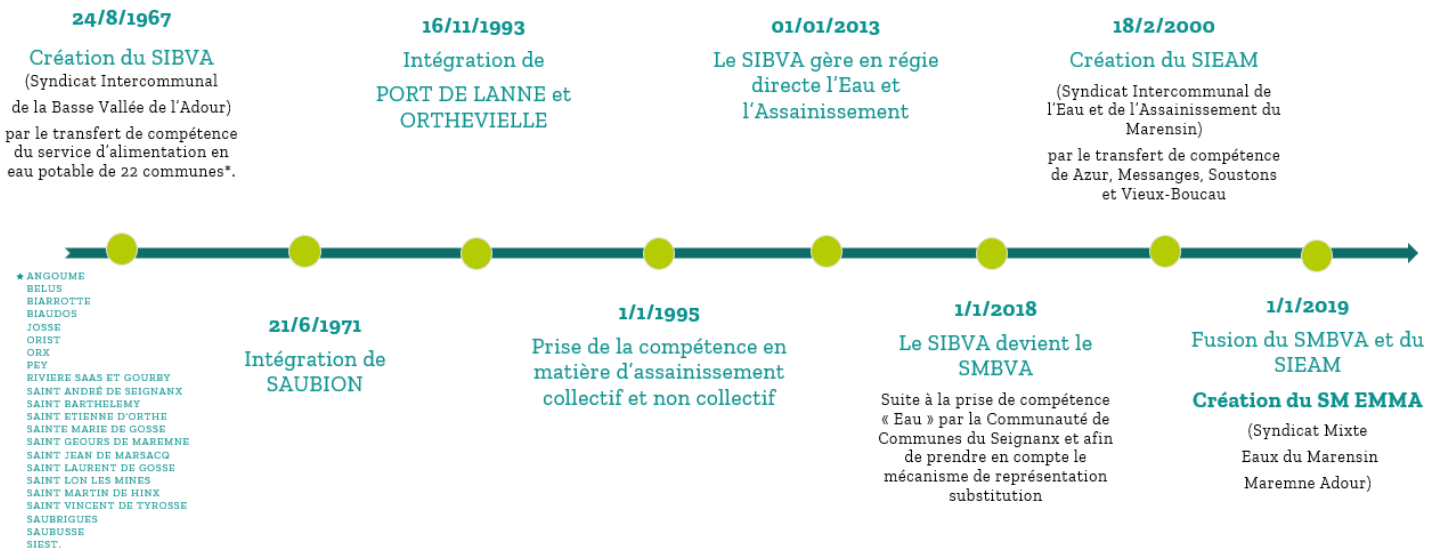 24/8/1967
Création du SIBVA
(Syndicat Intercommunal
de la Basse Vallée de l'Adour)
par le transfert de compétence
du service d'alimentation en
eau potable de 22 communes*.
16/11/1993
Intégration de
PORT DE LANNE et
ORTHEVIELLE
01/01/2013
Le SIBVA gère en régie
directe l'Eau et
l'Assainissement
18/2/2000
Création du SIEAM
(Syndicat Intercommunal de
l'Eau et de l'Assainissement du
Marensin)
par le transfert de compétence
de Azur, Messanges, Soustons
et Vieux-Boucau
* ANGOUME
BELUS
BIARROTTE
BIAUDOS
JOSSE
ORIST
ORX
PEY
RIVIERE SAAS ET GOURBY
SAINT ANDRÉ DE SEIGNANX
SAINT BARTHELEMY
SAINT ETIENNE D'ORTHE
SAINTE MARIE DE GOSSE
SAINT GEOURS DE MAREMNE
SAINT JEAN DE MARSACQ
SAINT LAURENT DE GOSSE
SAINT LON LES MINES
SAINT MARTIN DE HINX
SAINT VINCENT DE TYROSSE
SAUBRIGUES
SAUBUSSE
SIEST.
21/6/1971
Intégration de
SAUBION
1/1/1995
Prise de la compétence en
matière d'assainissement
collectif et non collectif
1/1/2018
Le SIBVA devient le
SMBVA
Suite à la prise de compétence
« Eau » par la Communauté de
Communes du Seignanx et afin
de prendre en compte le
mécanisme de représentation
substitution
1/1/2019
Fusion du SMBVA et du
SIEAM
Création du SM EMMA
(Syndicat Mixte
Eaux du Marensin
Maremne Adour)